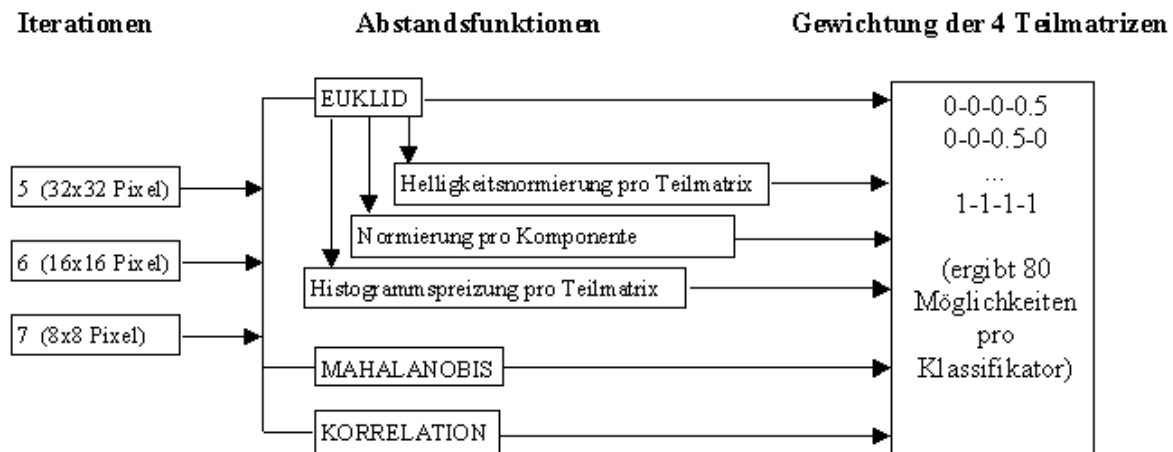 Iterationen
Abstandsfunktionen
Gewichtung der 4 Teilmatrizen
5 (32x32 Pixel)
6 (16x16 Pixel)
7 (8x8 Pixel)
EUKLID
Helligkeitsnormierung pro Teilmatrix
Normierung pro Komponente
Histogrammspreizung pro Teilmatrix
MAHALANOBIS
KORRELATION
0-0-0-0.5
0-0-0.5-0
...
1-1-1-1
(ergibt 80
Möglichkeiten
pro
Klassifikator)